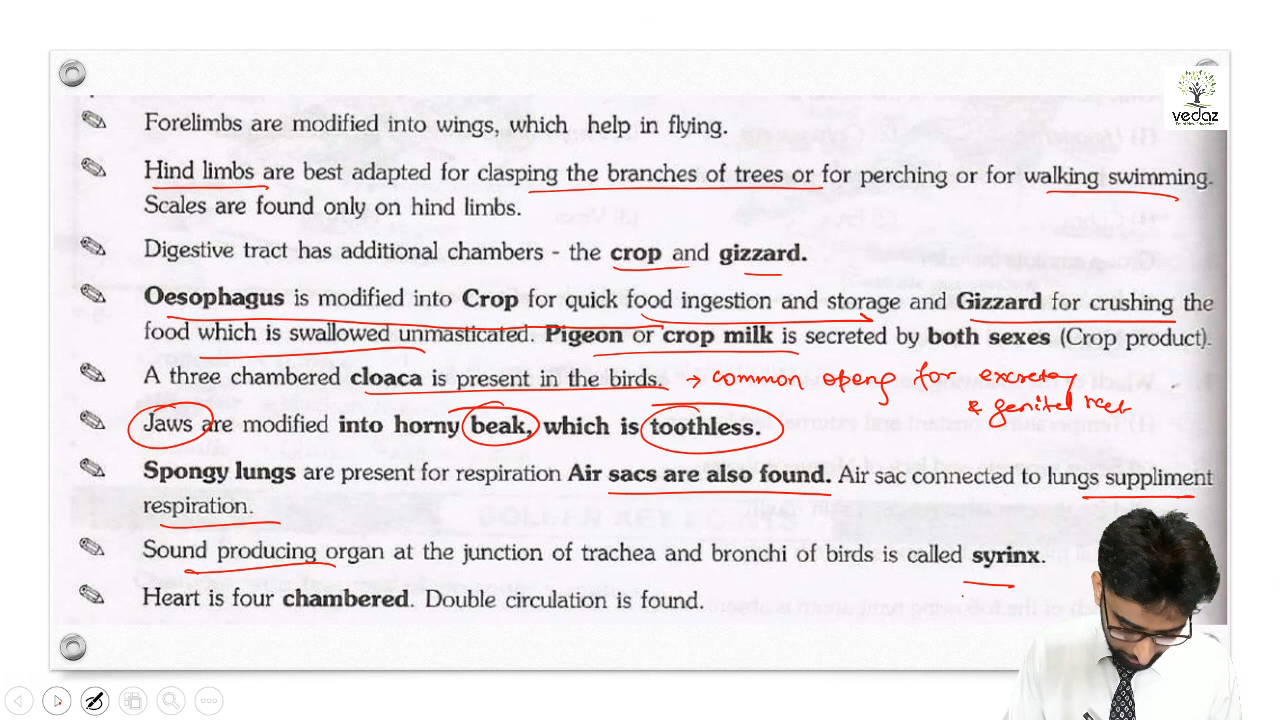 vedaz
Forelimbs are modified into wings, which help in flying.
Hind limbs are best adapted for clasping the branches of trees or for perching or for walking swimming.
Scales are found only on hind limbs.
Digestive tract has additional chambers - the crop and gizzard.
Oesophagus is modified into Crop for quick food ingestion and storage and Gizzard for crushing the
food which is swallowed unmasticated. Pigeon or crop milk is secreted by both sexes (Crop product).
A three chambered cloaca is present in the birds. → common for excretory
& genital
Jaws are modified into horny beak, which is toothless.
Spongy lungs are present for respiration Air sacs are also found. Air sac connected to lungs suppliment
respiration.
Sound producing organ at the junction of trachea and bronchi of birds is called syrinx.
Heart is four chambered. Double circulation is found.